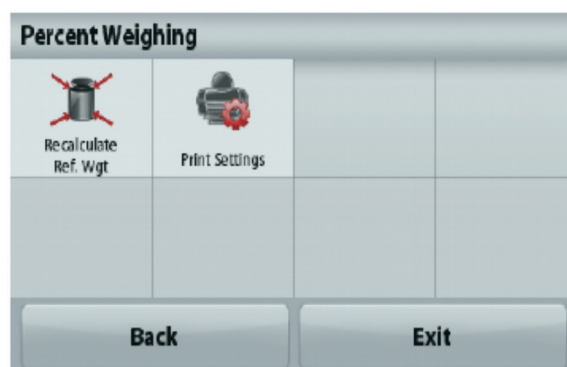 Percent Weighing
Recalculate
Ref. Wgt
Print Settings
Back
Exit